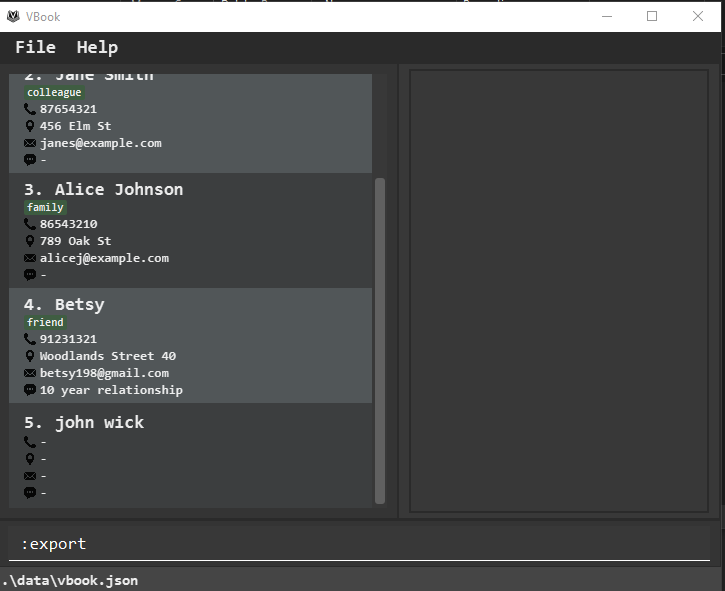 VBook
File Help
2. Jane Smith
colleague
87654321
456 Elm St
janes@example.com
-
3. Alice Johnson
family
86543210
789 Oak St
alicej@example.com
-
4. Betsy
friend
91231321
Woodlands Street 40
betsy198@gmail.com
10 year relationship
5. john wick
-
-
-
-
:export
.\data\vbook.json